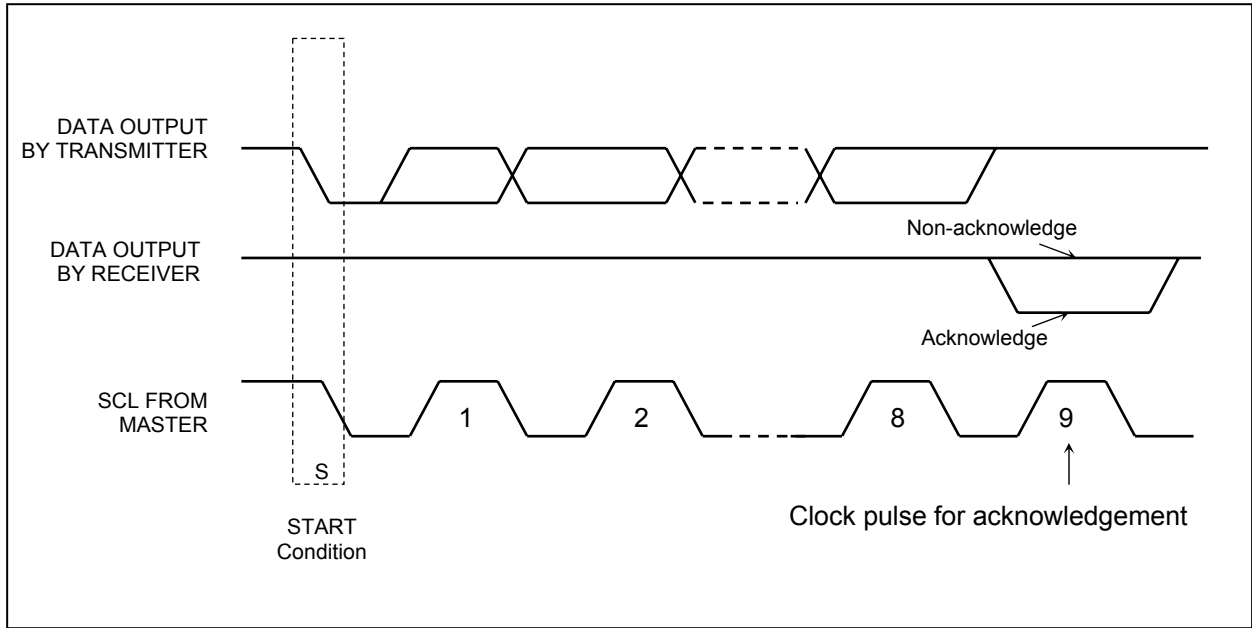 DATA OUTPUT
BY TRANSMITTER
Non-acknowledge
DATA OUTPUT
BY RECEIVER
Acknowledge
SCL FROM
MASTER
1
2
8
9
S
START
Condition
Clock pulse for acknowledgement